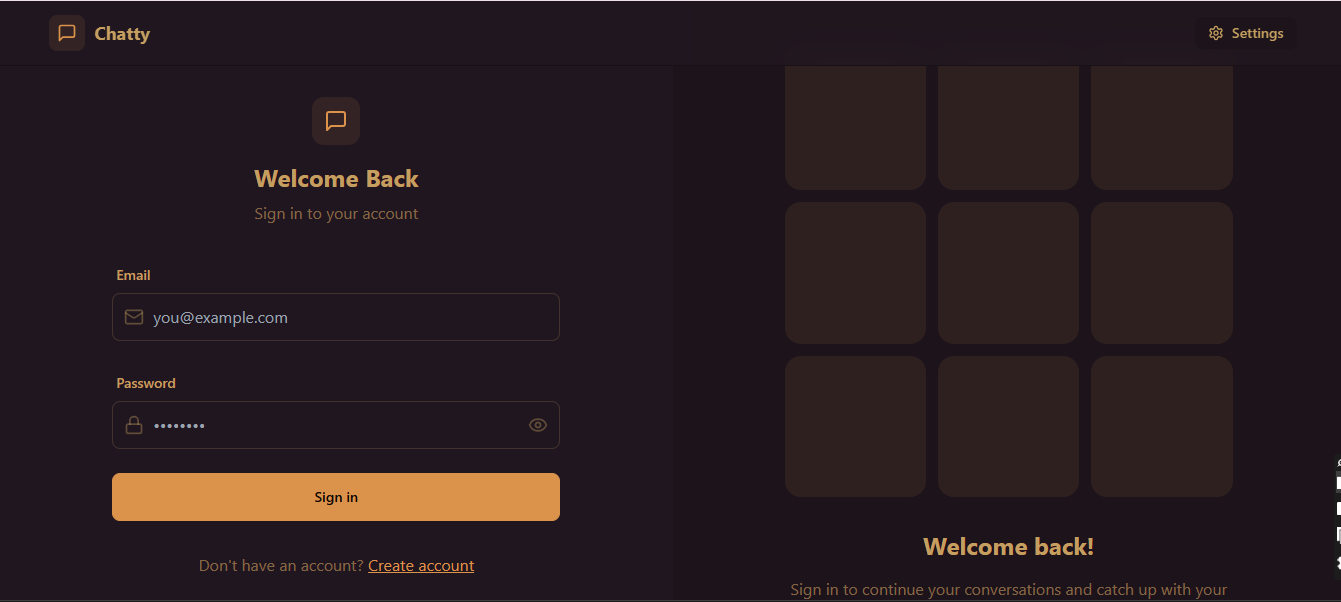 Chatty
Settings
Welcome Back
Sign in to your account
Email
you@example.com
Password
••••••••
Sign in
Don't have an account? Create account
Welcome back!
Sign in to continue your conversations and catch up with your